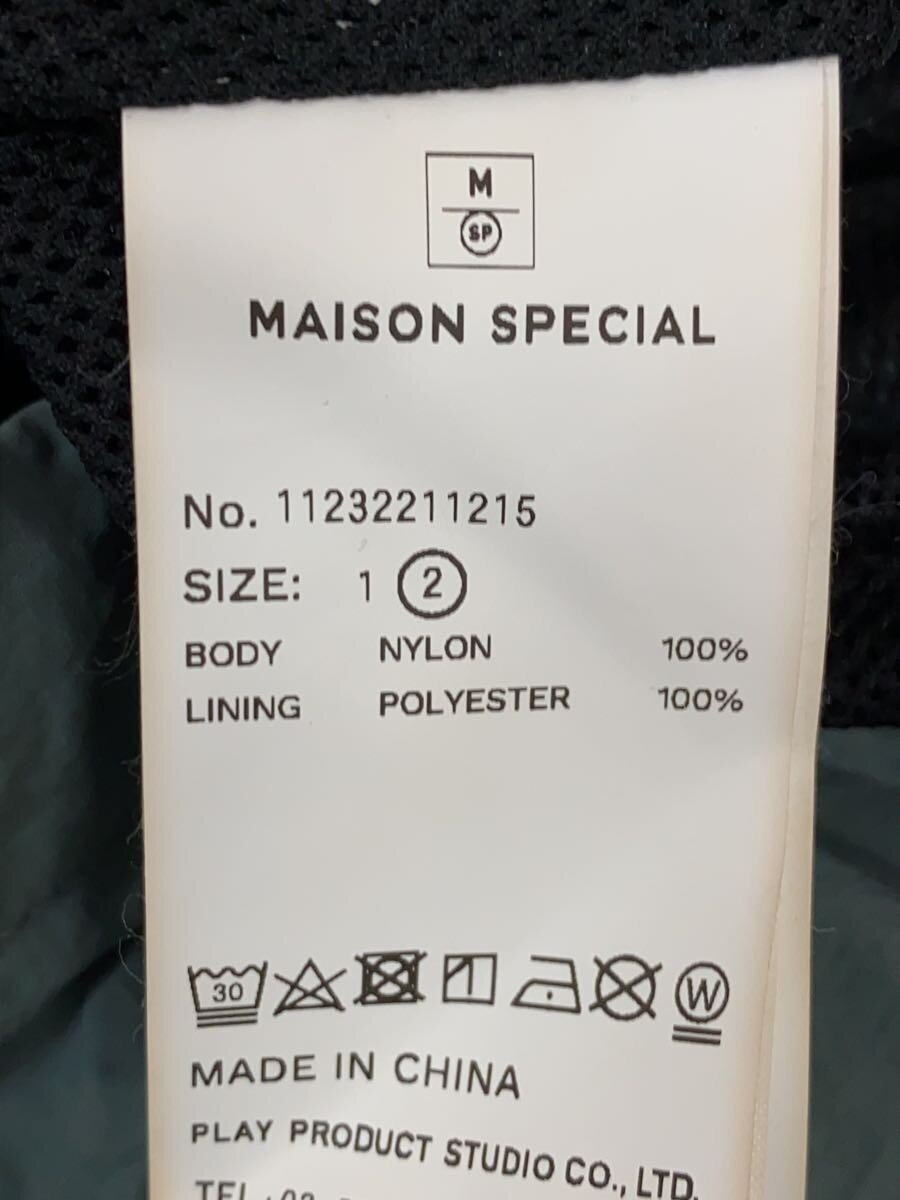 M
SP
MAISON SPECIAL
No. 11232211215
SIZE: 1 2
BODY NYLON 100%
LINING POLYESTER 100%
30
W
MADE IN CHINA
PLAY PRODUCT STUDIO CO., LTD.
TEL